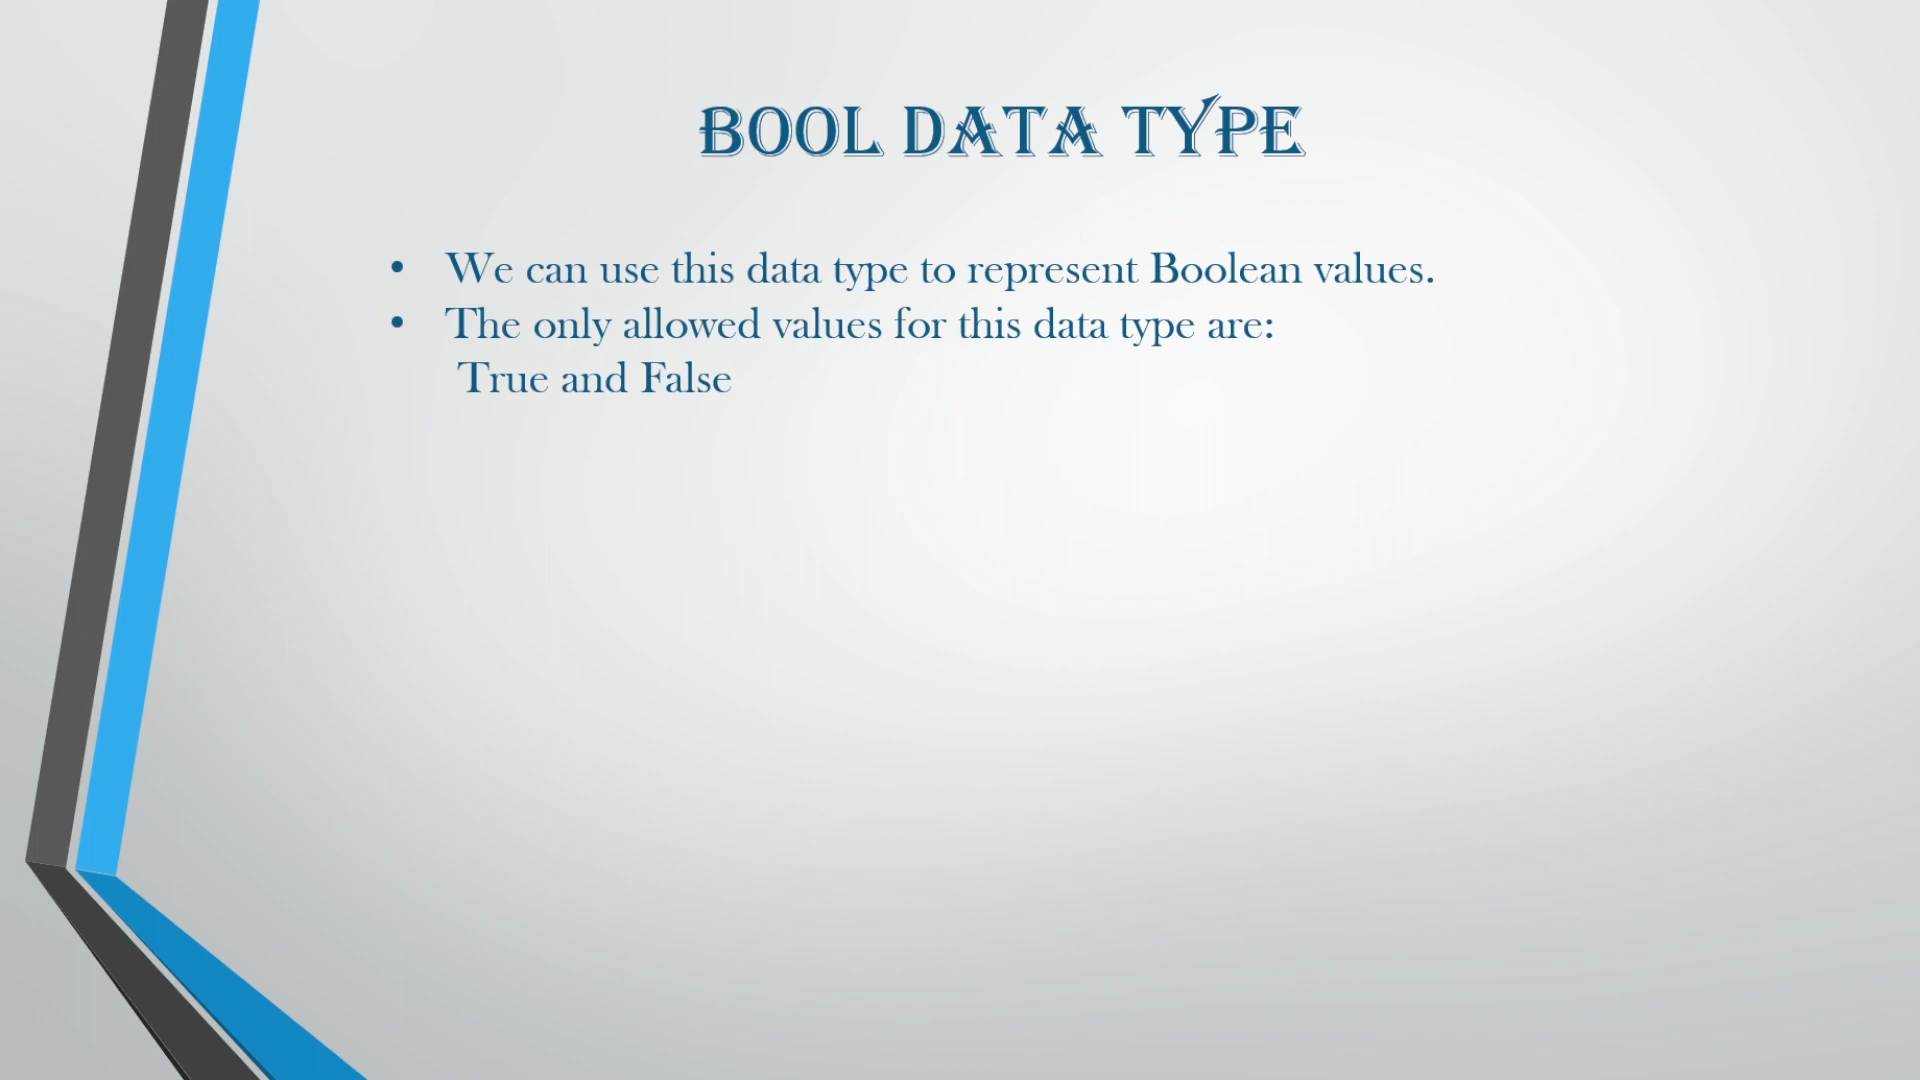 BOOL DATA TYPE
• We can use this data type to represent Boolean values.
• The only allowed values for this data type are:
True and False